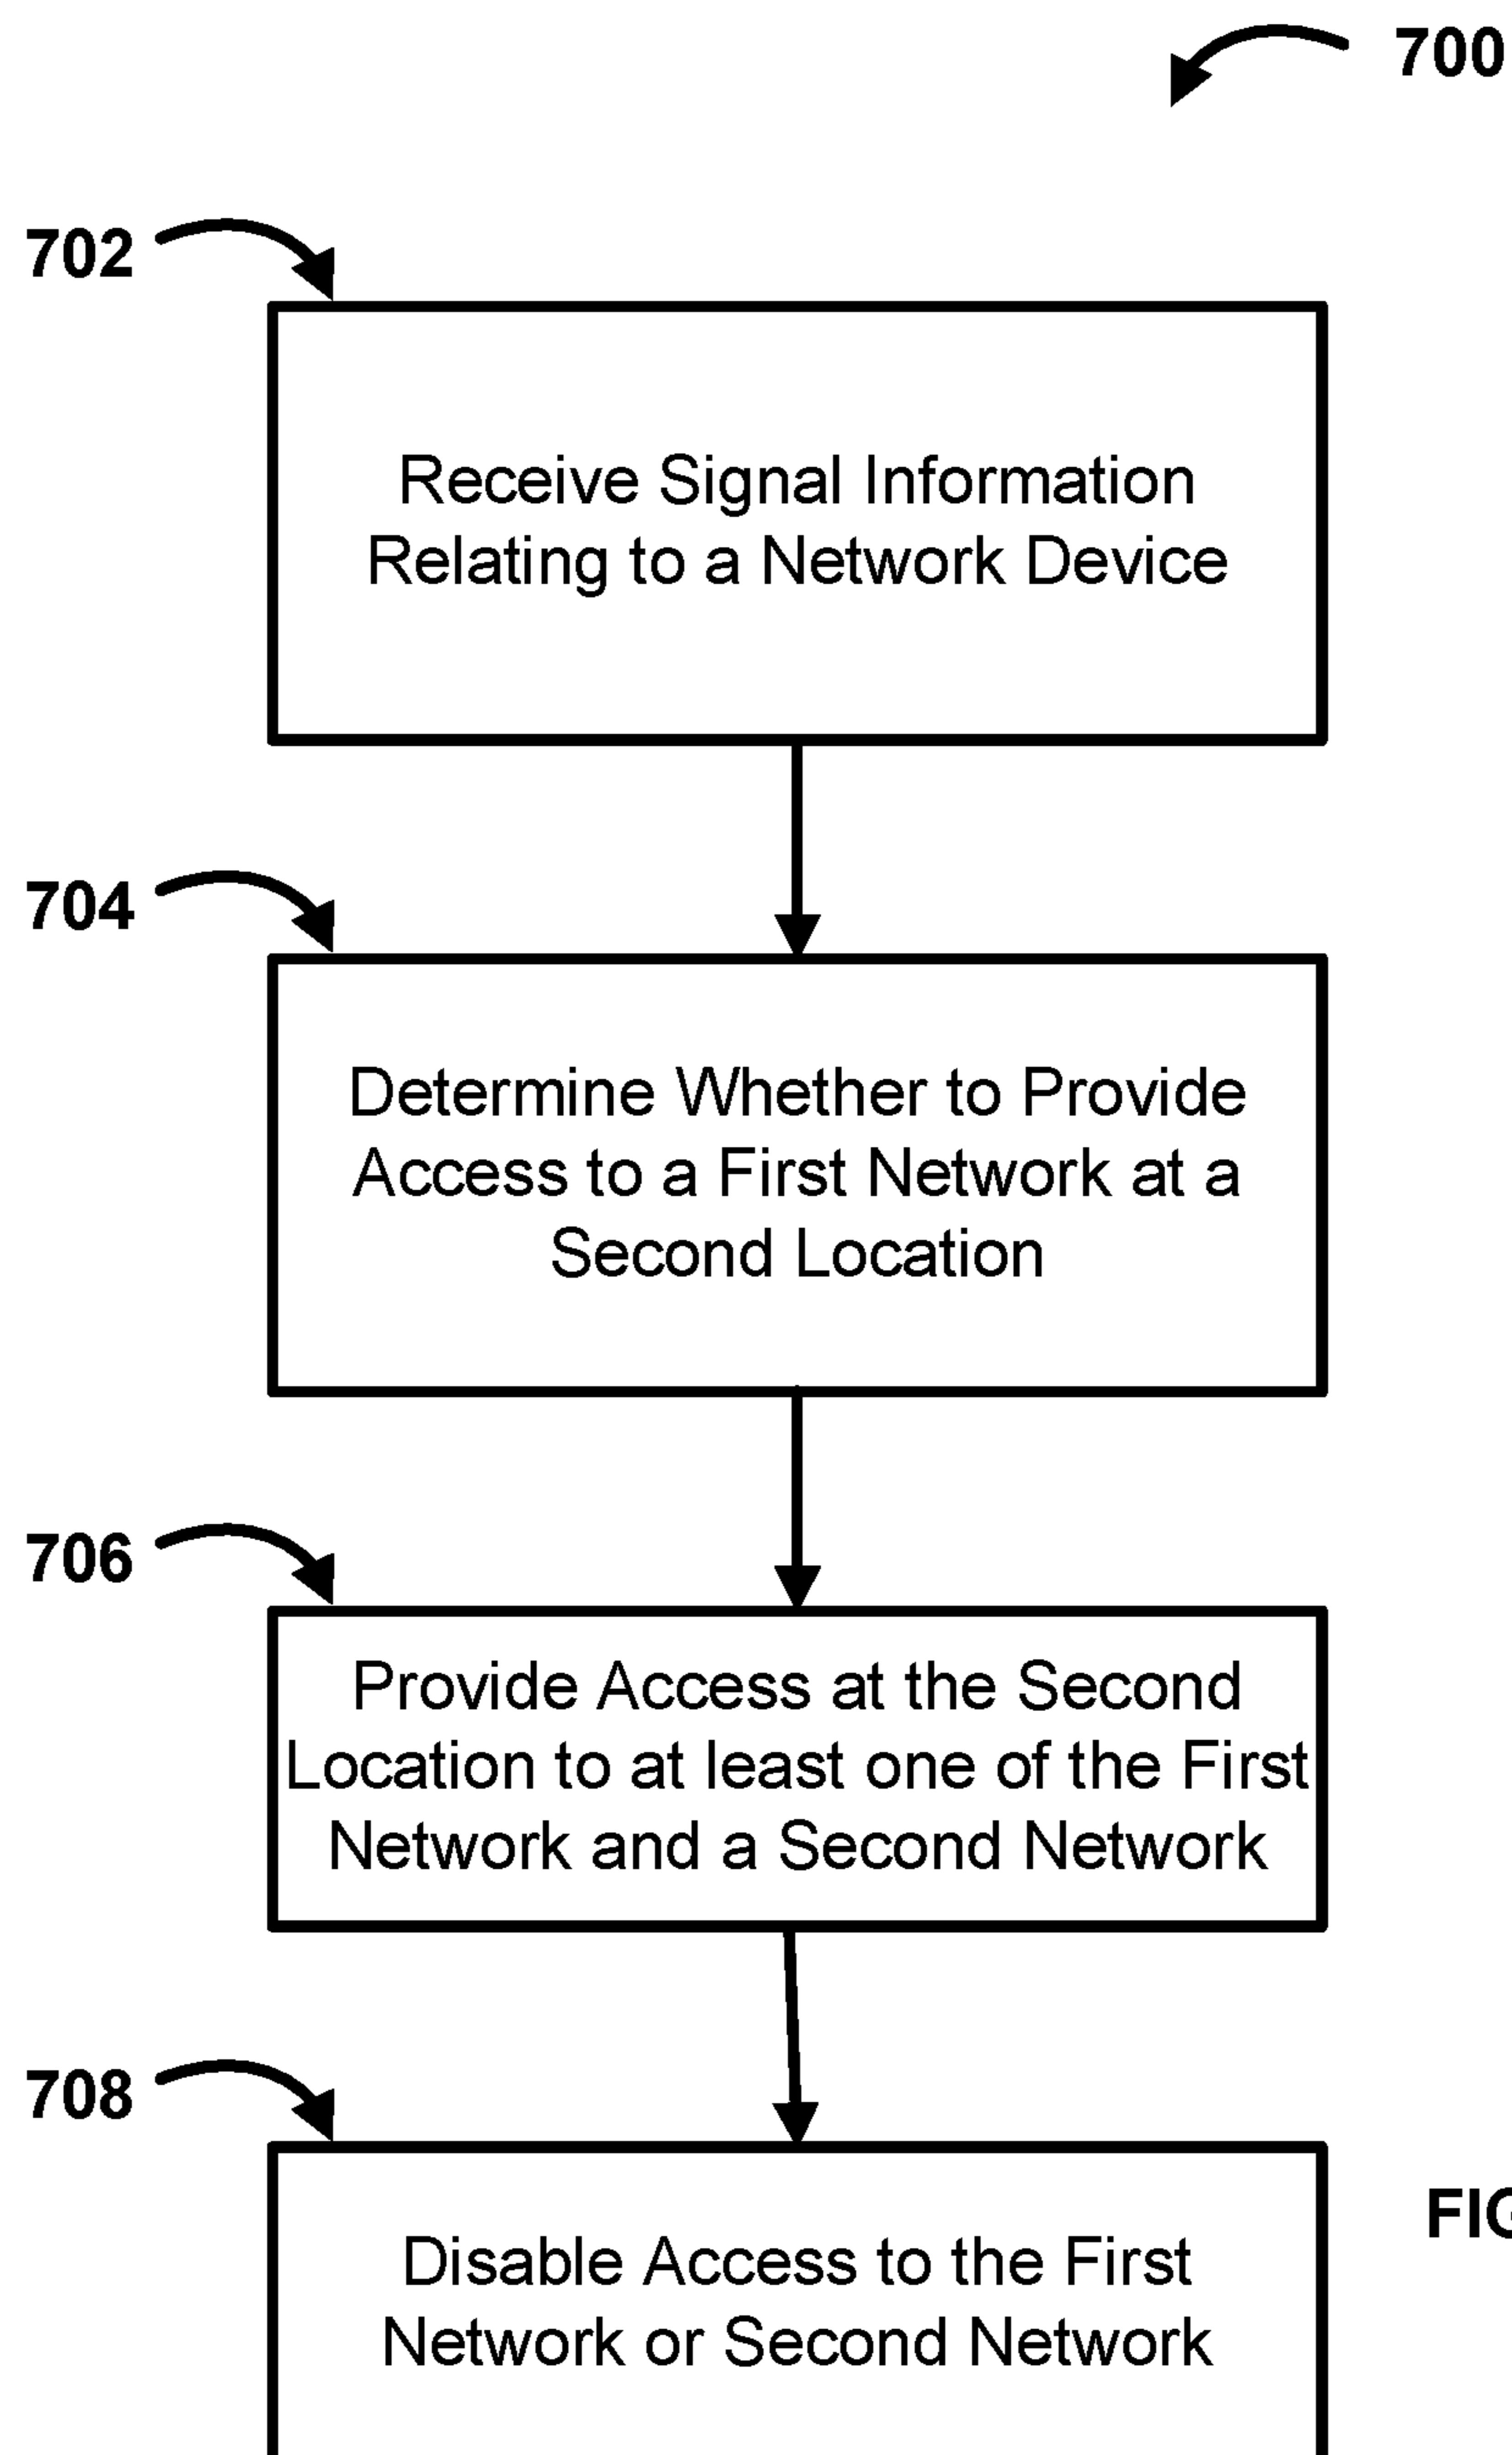 700
702
Receive Signal Information
Relating to a Network Device
704
Determine Whether to Provide
Access to a First Network at a
Second Location
706
Provide Access at the Second
Location to at least one of the First
Network and a Second Network
708
Disable Access to the First
Network or Second Network